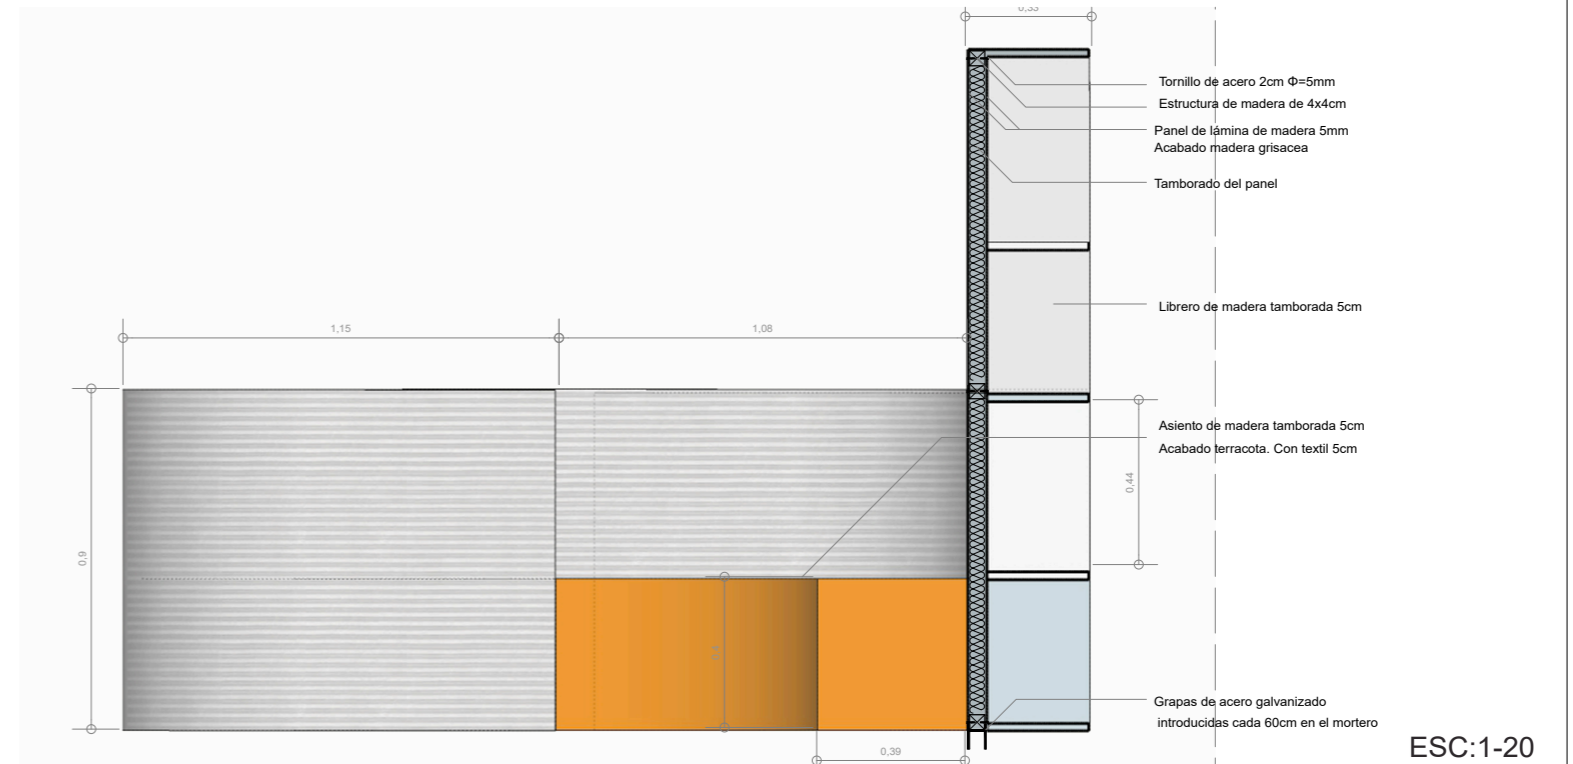 0,33
Tornillo de acero 2cm Φ=5mm
Estructura de madera de 4x4cm
Panel de lámina de madera 5mm
Acabado madera grisacea
Tamborado del panel
Librero de madera tamborada 5cm
1,15
1,08
Asiento de madera tamborada 5cm
Acabado terracota. Con textil 5cm
0,44
0,9
0,4
Grapas de acero galvanizado
introducidas cada 60cm en el mortero
0,39
ESC:1-20